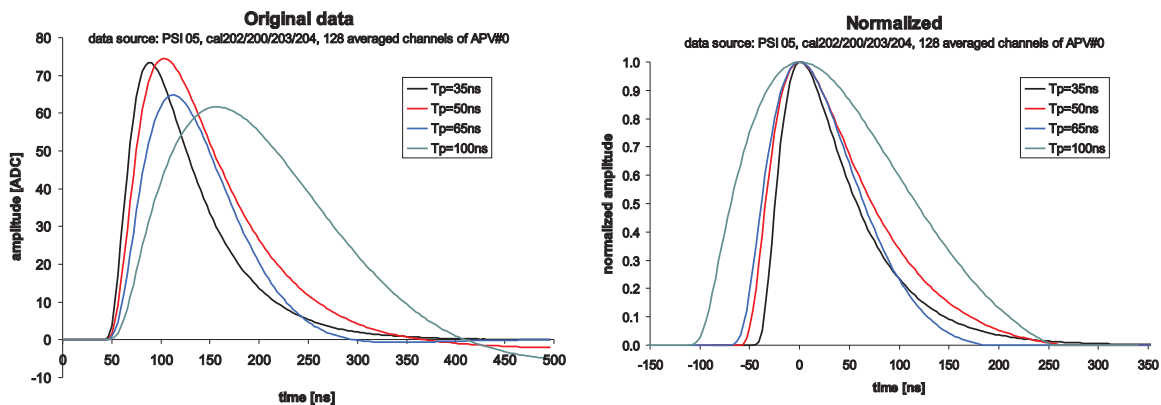 Original data
data source: PSI 05, cal202/200/203/204, 128 averaged channels of APV#0
80
70
60
50
40
30
20
10
0
-10
amplitude [ADC]
Tp=35ns
Tp=50ns
Tp=65ns
Tp=100ns
0 50 100 150 200 250 300 350 400 450 500
time [ns]
Normalized
data source: PSI 05, cal202/200/203/204, 128 averaged channels of APV#0
1.0
0.9
0.8
0.7
0.6
0.5
0.4
0.3
0.2
0.1
0.0
normalized amplitude
Tp=35ns
Tp=50ns
Tp=65ns
Tp=100ns
-150 -100 -50 0 50 100 150 200 250 300 350
time [ns]